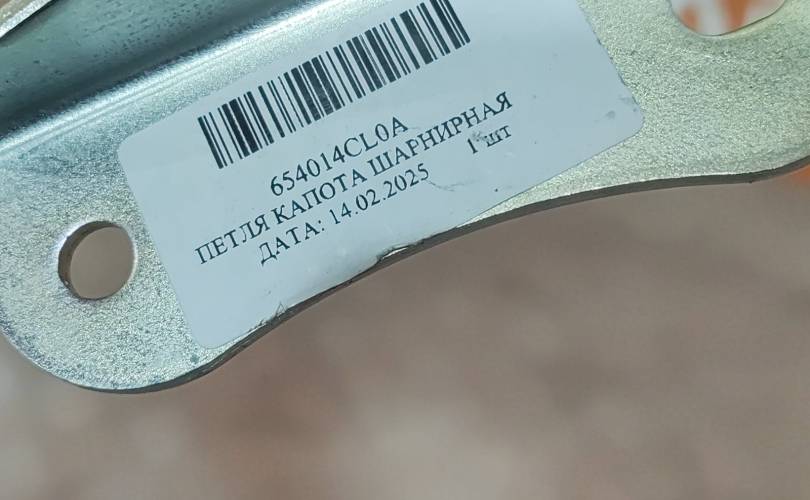 654014CL0A
ПЕТЛЯ КАПОТА ШАРНИРНАЯ
ДАТА: 14.02.2025 1 шт